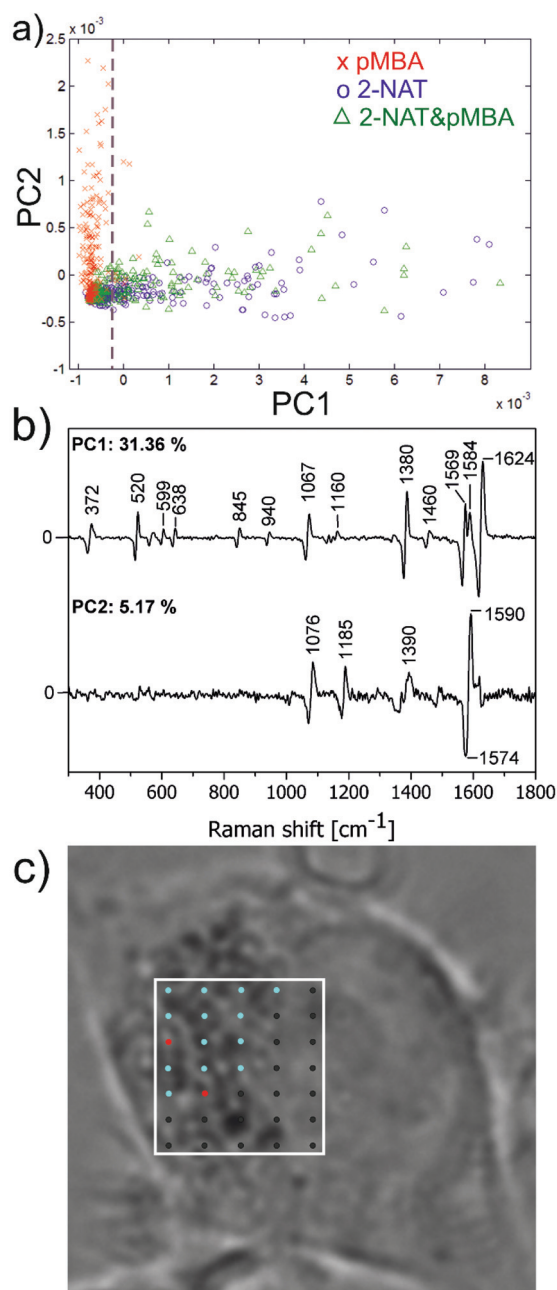 a)
x 10⁻³
2.5
2
1.5
1
0.5
0
-0.5
-1
PC2
x pMBA
o 2-NAT
△ 2-NAT&pMBA
-1 0 1 2 3 4 5 6 7 8
PC1
x 10⁻³
b)
PC1: 31.36 %
372 520 599 638 845 940 1067 1160 1380 1460 1569 1584 1624
0
PC2: 5.17 %
1076 1185 1390 1590
0
1574
400 600 800 1000 1200 1400 1600 1800
Raman shift [cm⁻¹]
c)